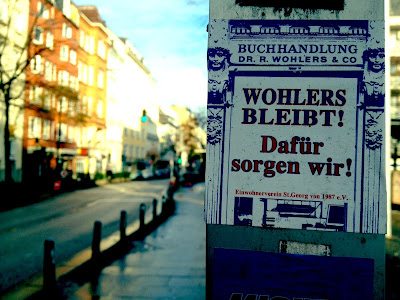 BUCHHANDLUNG
DR. R. WOHLERS & CO
WOHLERS
BLEIBT!
Dafür
sorgen wir!
Einwohnerverein St.Georg von 1987 e.V.